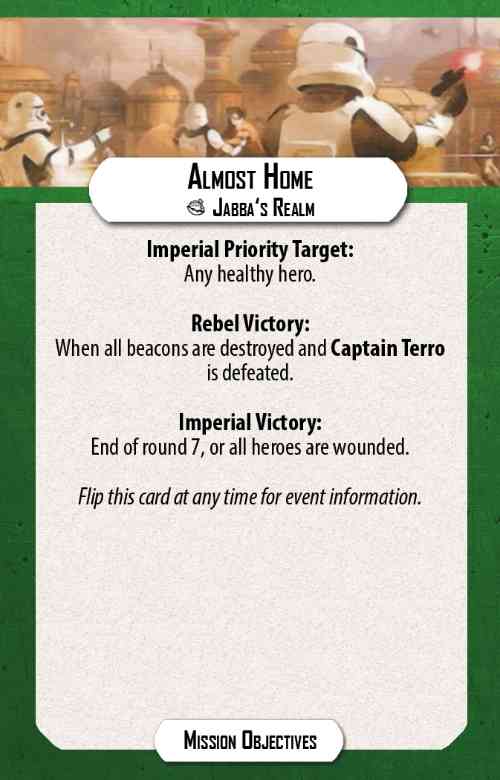 Almost Home
Jabba's Realm
Imperial Priority Target:
Any healthy hero.
Rebel Victory:
When all beacons are destroyed and Captain Terro
is defeated.
Imperial Victory:
End of round 7, or all heroes are wounded.
Flip this card at any time for event information.
Mission Objectives